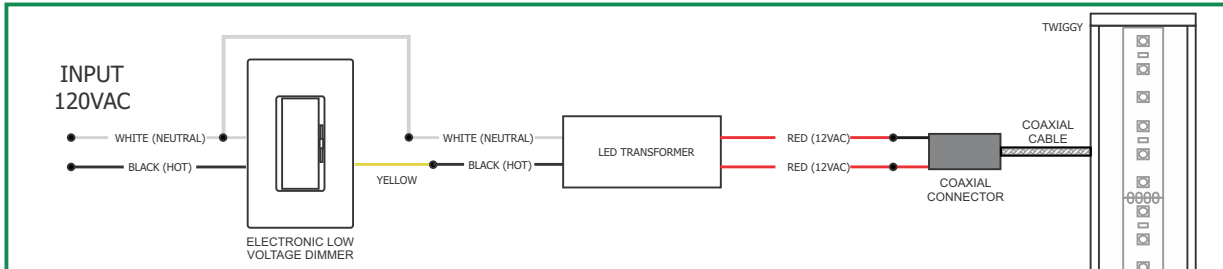 TWIGGY
INPUT
120VAC
WHITE (NEUTRAL)
WHITE (NEUTRAL)
RED (12VAC)
COAXIAL
CABLE
LED TRANSFORMER
BLACK (HOT)
BLACK (HOT)
RED (12VAC)
YELLOW
COAXIAL
CONNECTOR
ELECTRONIC LOW
VOLTAGE DIMMER